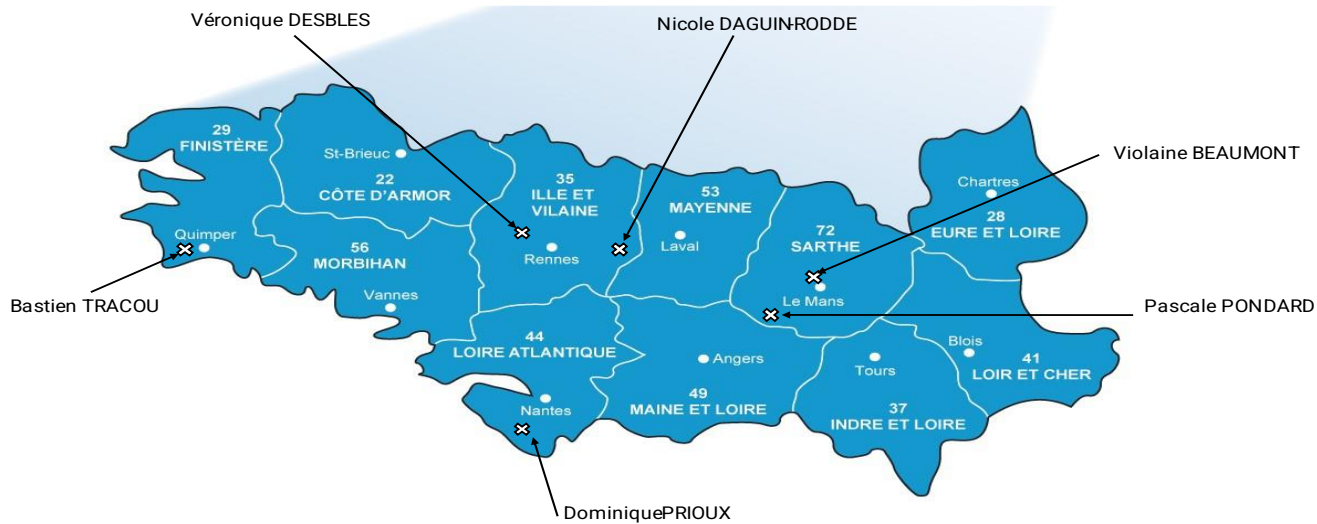 Véronique DESBLES
Nicole DAGUIN-RODDE
29
FINISTÈRE
St-Brieuc
22
CÔTE D'ARMOR
35
ILLE ET
VILAINE
53
MAYENNE
Violaine BEAUMONT
Chartres
28
EURE ET LOIRE
72
SARTHE
Quimper
56
MORBIHAN
Rennes
Laval
Bastien TRACOU
Vannes
Le Mans
Pascale PONDARD
44
LOIRE ATLANTIQUE
Angers
Tours
Blois
41
LOIR ET CHER
Nantes
49
MAINE ET LOIRE
37
INDRE ET LOIRE
DominiquePRIOUX